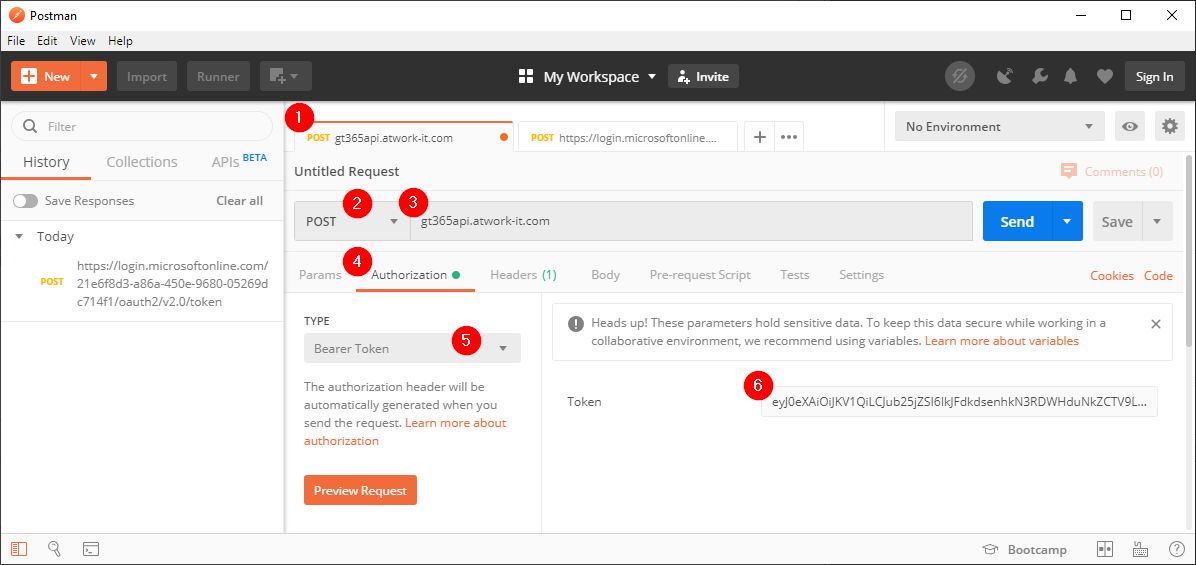 Postman
File Edit View Help
New Import Runner My Workspace Invite Sign In
Filter
History Collections APIs BETA
Save Responses Clear all
Today
POST https://login.microsoftonline.com/
21e6f8d3-a86a-450e-9680-05269d
c714f1/oauth2/v2.0/token
1
POST gt365api.atwork-it.com POST https://login.microsoftonline.... No Environment
Untitled Request Comments (0)
2 3
POST gt365api.atwork-it.com Send Save
4
Params Authorization Headers (1) Body Pre-request Script Tests Settings Cookies Code
TYPE
5
Bearer Token
The authorization header will be
automatically generated when you
send the request. Learn more about
authorization
Preview Request
Heads up! These parameters hold sensitive data. To keep this data secure while working in a
collaborative environment, we recommend using variables. Learn more about variables
6
Token eyJ0eXAiOiJKV1QiLCJub25jZSI6IkJFdkdsenhkN3RDWHduNkZCTV9L...
Bootcamp